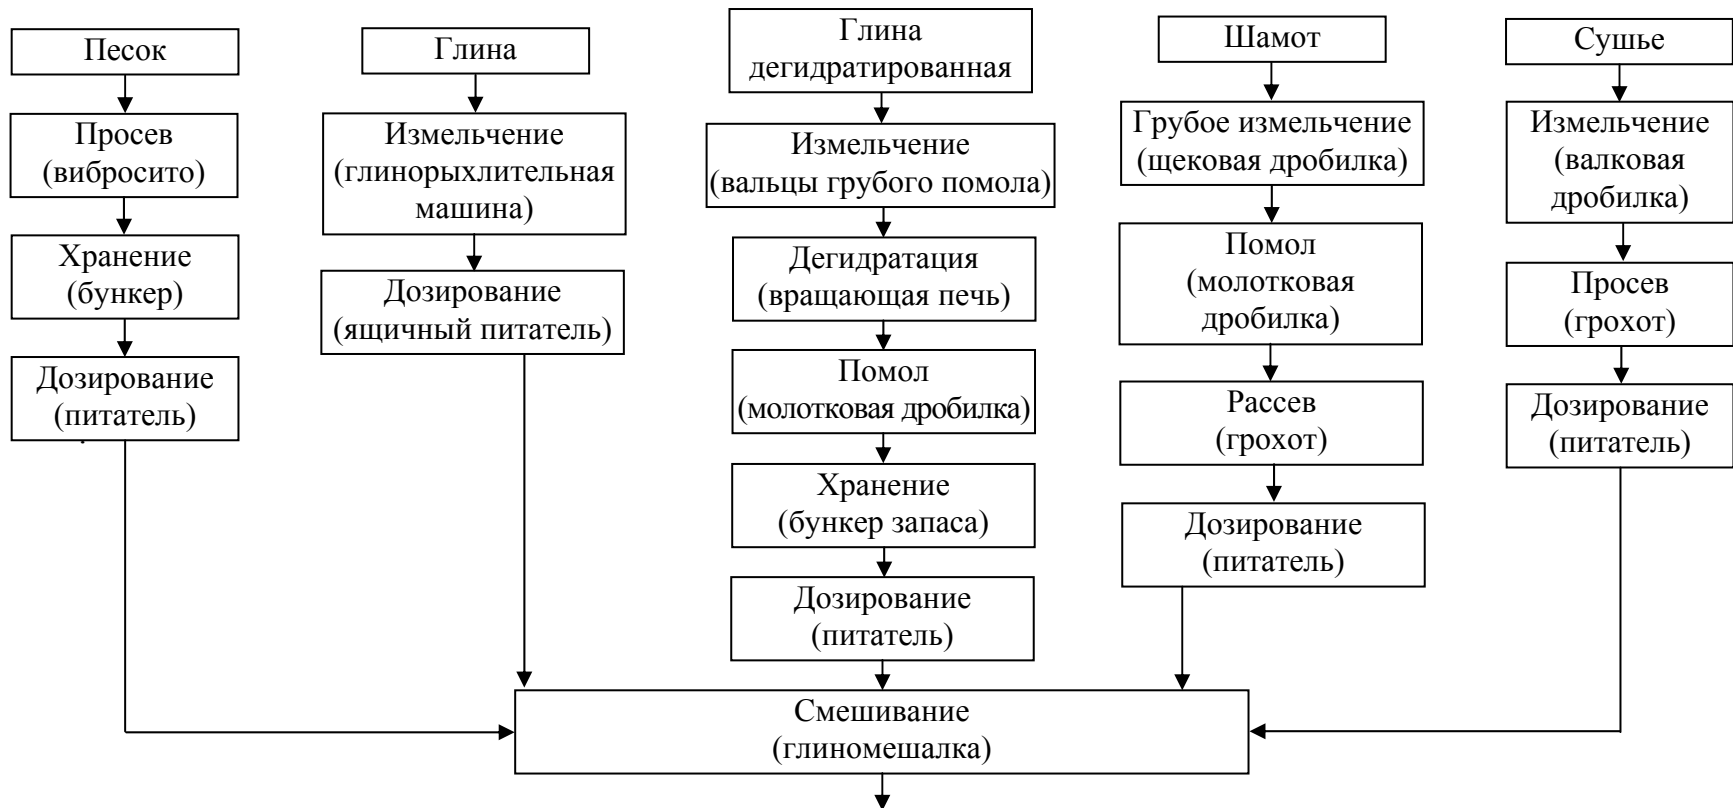 Песок
Просев
(вибросито)
Хранение
(бункер)
Дозирование
(питатель)
Глина
Измельчение
(глинорыхлительная
машина)
Дозирование
(ящичный питатель)
Глина
дегидратированная
Измельчение
(вальцы грубого помола)
Дегидратация
(вращающая печь)
Помол
(молотковая дробилка)
Хранение
(бункер запаса)
Дозирование
(питатель)
Шамот
Грубое измельчение
(щековая дробилка)
Помол
(молотковая
дробилка)
Рассев
(грохот)
Дозирование
(питатель)
Сушье
Измельчение
(валковая
дробилка)
Просев
(грохот)
Дозирование
(питатель)
Смешивание
(глиномешалка)